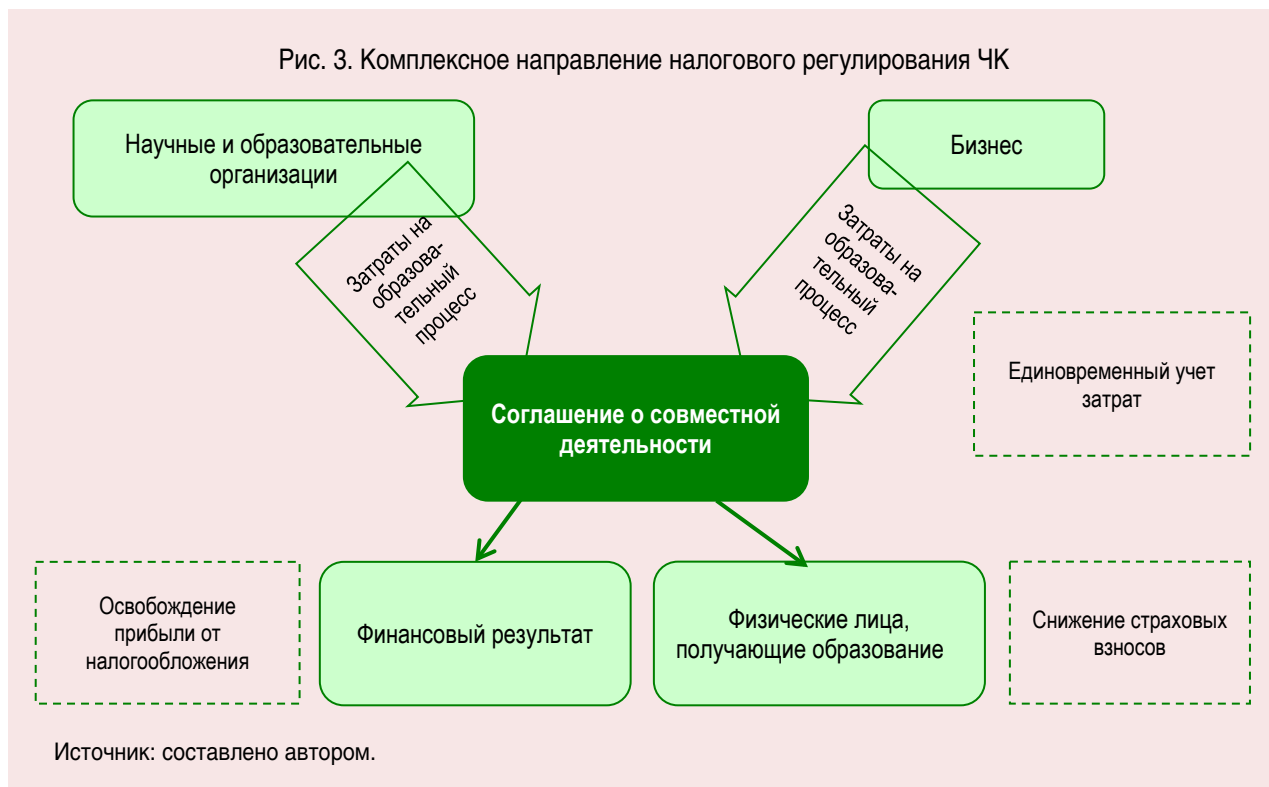 Рис. 3. Комплексное направление налогового регулирования ЧК
Научные и образовательные
организации
Бизнес
Затраты на
образова-
тельный
процесс
Затраты на
образова-
тельный
процесс
Единовременный учет
затрат
Соглашение о совместной
деятельности
Освобождение
прибыли от
налогообложения
Финансовый результат
Физические лица,
получающие образование
Снижение страховых
взносов
Источник: составлено автором.